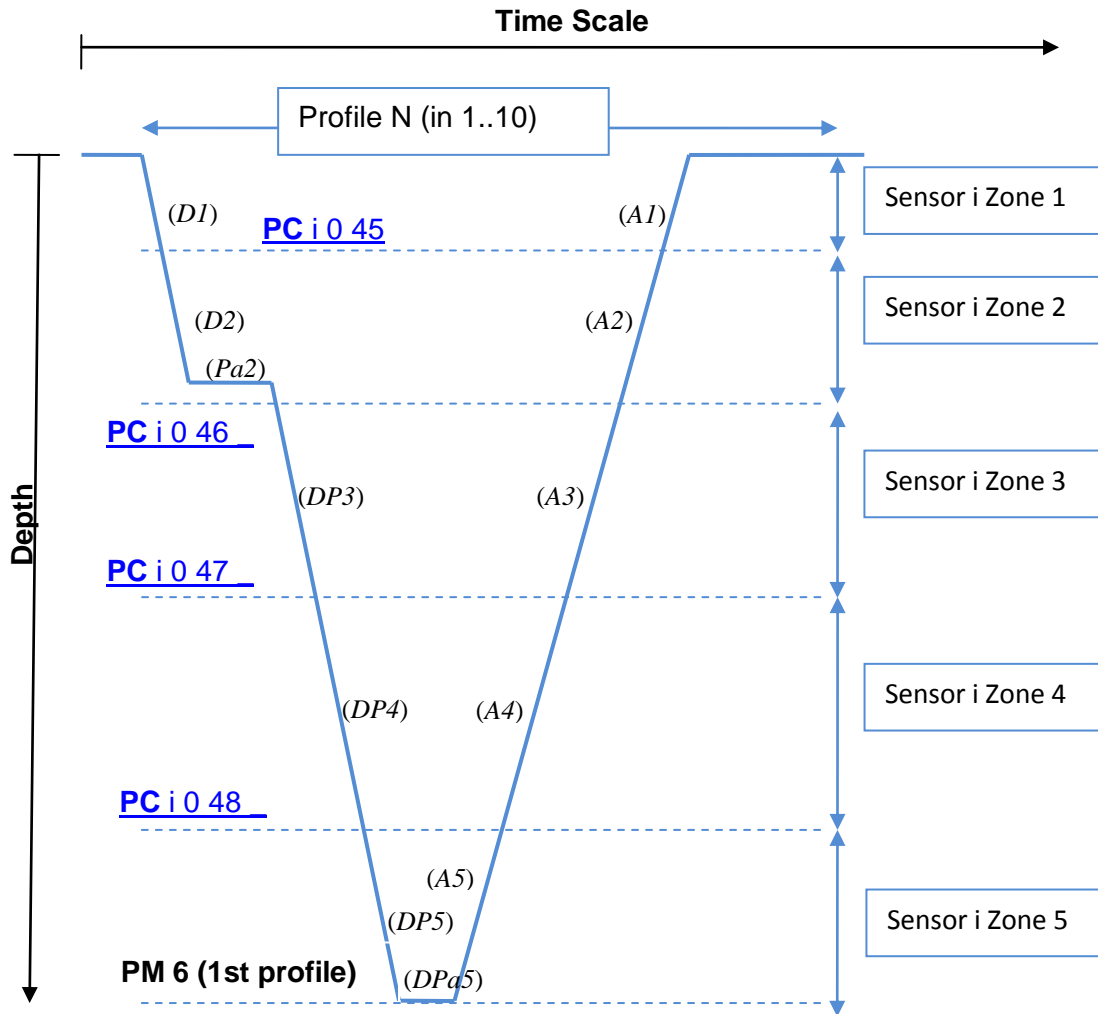 Time Scale
Profile N (in 1..10)
Sensor i Zone 1
(D1)
(A1)
PC i 0 45
Sensor i Zone 2
(D2)
(A2)
(Pa2)
PC i 0 46 _
Sensor i Zone 3
(DP3)
(A3)
Depth
PC i 0 47 _
Sensor i Zone 4
(DP4)
(A4)
PC i 0 48 _
(A5)
Sensor i Zone 5
(DP5)
PM 6 (1st profile)
(DPa5)